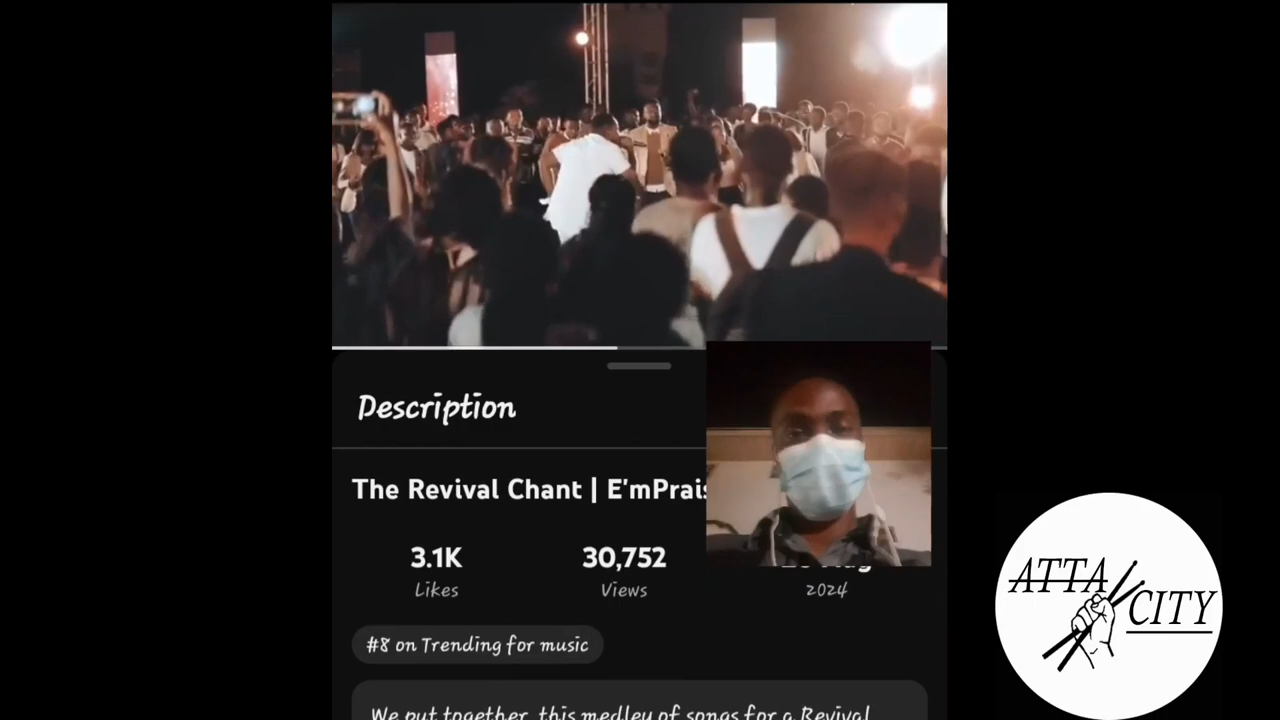 Description
The Revival Chant | E'mPrais
3.1K
30,752
Likes
Views
2024
#8 on Trending for music
We put together, this medley of songs for a Revival
ATTA
CITY